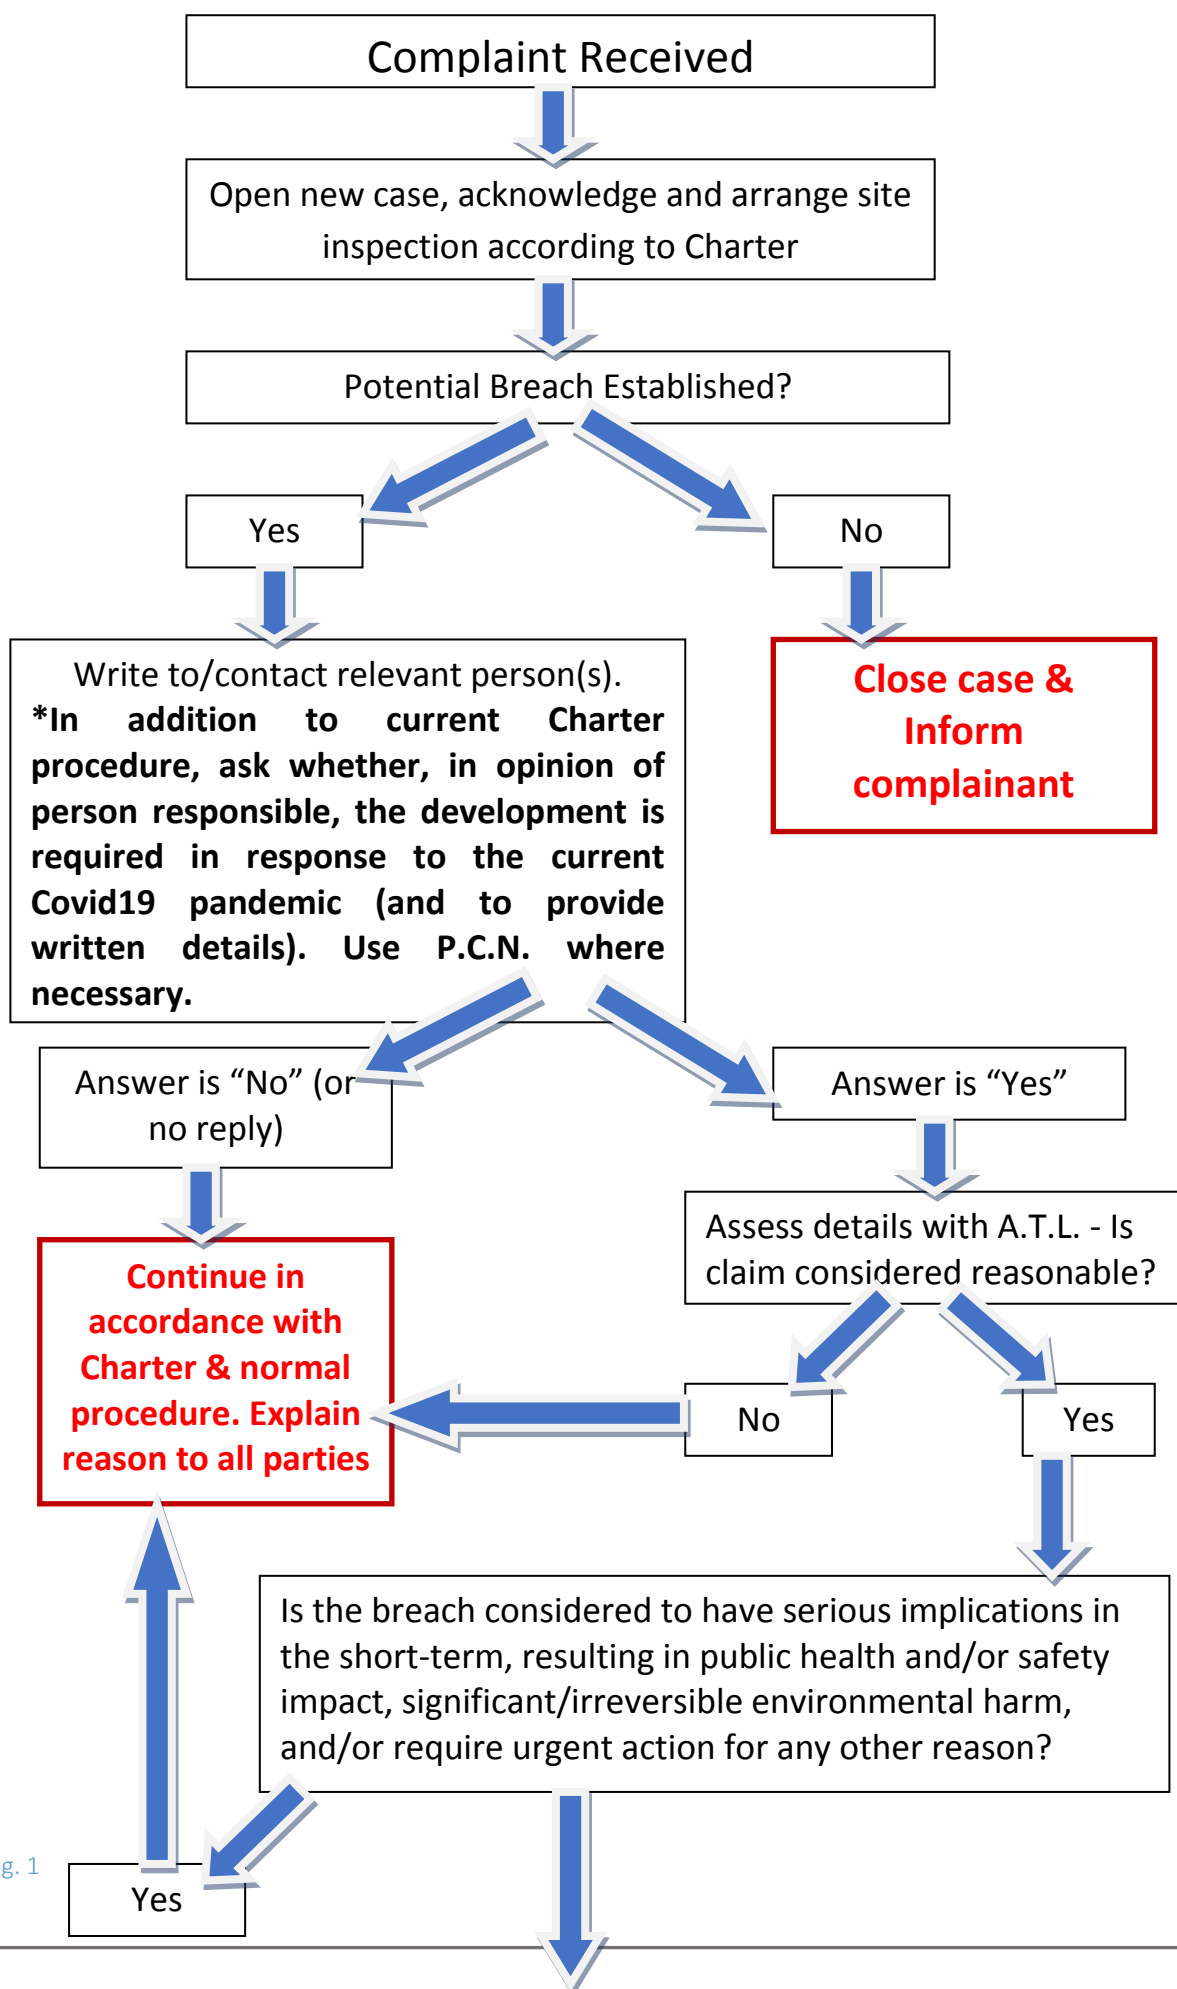 Complaint Received
Open new case, acknowledge and arrange site
inspection according to Charter
Potential Breach Established?
Yes
No
Write to/contact relevant person(s).
*In addition to current Charter
procedure, ask whether, in opinion of
person responsible, the development is
required in response to the current
Covid19 pandemic (and to provide
written details). Use P.C.N. where
necessary.
Close case &
Inform
complainant
Answer is “No” (or
no reply)
Answer is “Yes”
Assess details with A.T.L. - Is
claim considered reasonable?
Continue in
accordance with
Charter & normal
procedure. Explain
reason to all parties
No
Yes
Is the breach considered to have serious implications in
the short-term, resulting in public health and/or safety
impact, significant/irreversible environmental harm,
and/or require urgent action for any other reason?
g. 1
Yes